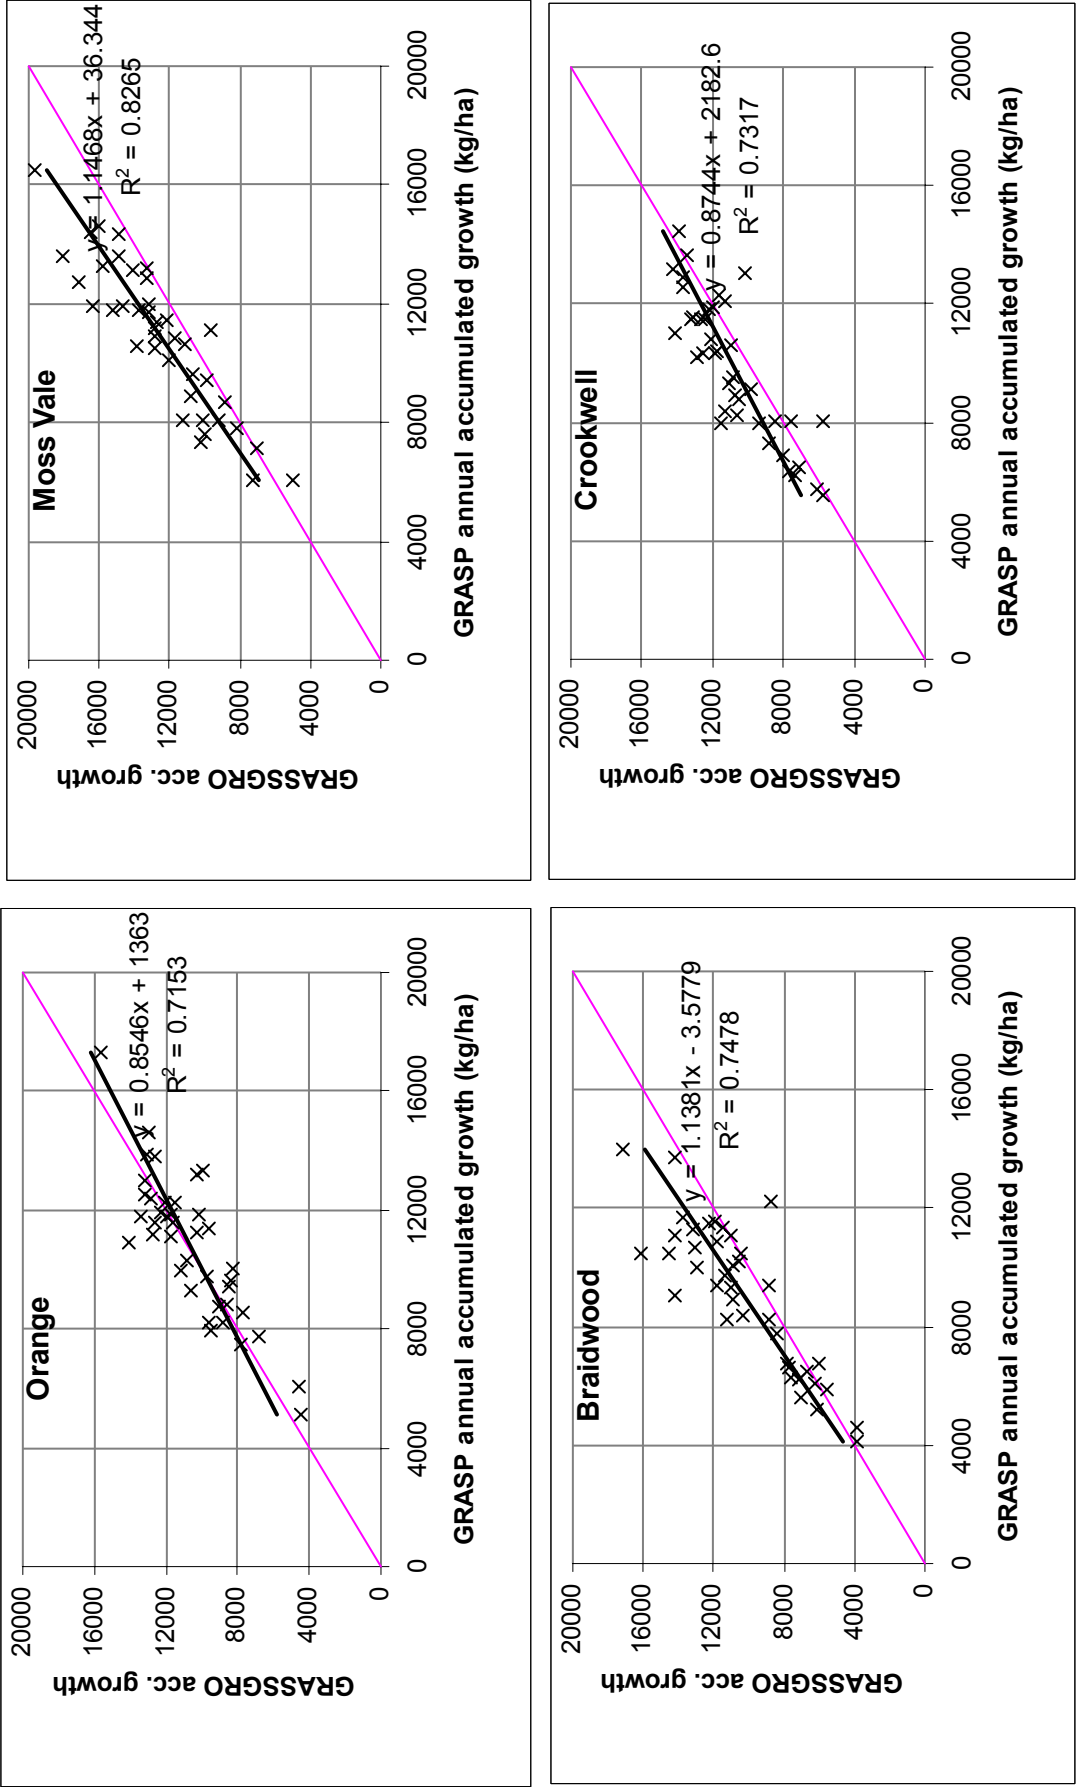 Orange
y = 0.8546x + 1363
R² = 0.7153
20000
16000
12000
8000
4000
0
0
4000
8000
12000
16000
20000
GRASSGRO acc. growth
GRASP annual accumulated growth (kg/ha)
Moss Vale
y = 1.1468x + 36.344
R² = 0.8265
20000
16000
12000
8000
4000
0
0
4000
8000
12000
16000
20000
GRASSGRO acc. growth
GRASP annual accumulated growth (kg/ha)
Braidwood
y = 1.1381x - 3.5779
R² = 0.7478
20000
16000
12000
8000
4000
0
0
4000
8000
12000
16000
20000
GRASSGRO acc. growth
GRASP annual accumulated growth (kg/ha)
Crookwell
y = 0.8744x + 2182.6
R² = 0.7317
20000
16000
12000
8000
4000
0
0
4000
8000
12000
16000
20000
GRASSGRO acc. growth
GRASP annual accumulated growth (kg/ha)